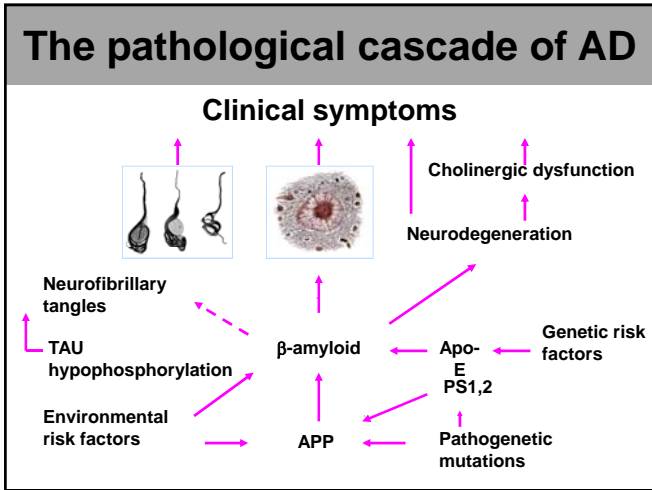 The pathological cascade of AD
Clinical symptoms
Cholinergic dysfunction
Neurodegeneration
Neurofibrillary
tangles
TAU
hypophosphorylation
β-amyloid
Apo-
E
PS1,2
Genetic risk
factors
Environmental
risk factors
APP
Pathogenetic
mutations